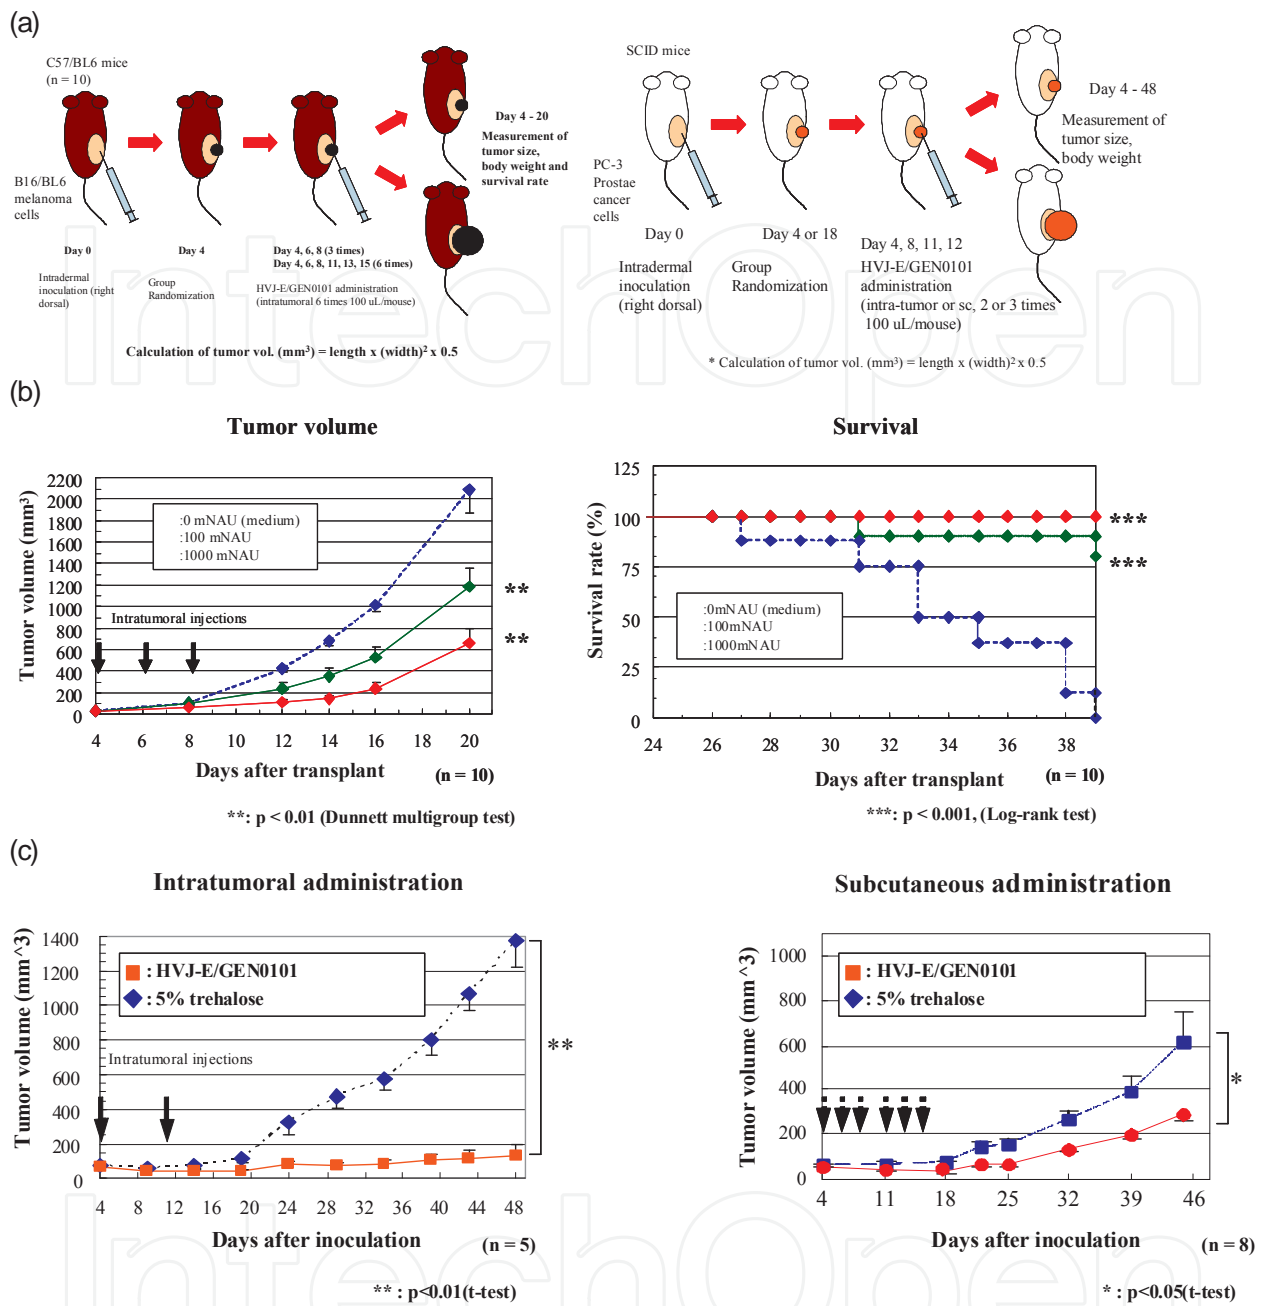 (a)
C57/BL6 mice
(n = 10)
B16/BL6
melanoma
cells
Day 0
Intradermal
inoculation (right
dorsal)
Day 4
Group
Randomization
Day 4, 6, 8 (3 times)
Day 4, 6, 8, 11, 13, 15 (6 times)
HVJ-E/GEN0101 administration
(intratumoral 6 times 100 uL/mouse)
Day 4 - 20
Measurement of
tumor size,
body weight and
survival rate
Calculation of tumor vol. (mm³) = length x (width)² x 0.5
SCID mice
PC-3
Prostae
cancer
cells
Day 0
Intradermal
inoculation
(right dorsal)
Day 4 or 18
Group
Randomization
Day 4, 8, 11, 12
HVJ-E/GEN0101
administration
(intra-tumor or sc, 2 or 3 times
100 uL/mouse)
Day 4 - 48
Measurement of
tumor size,
body weight
* Calculation of tumor vol. (mm³) = length x (width)² x 0.5
IntechOpen
(b)
Tumor volume
Tumor volume (mm³)
2200
2000
1800
1600
1400
1200
1000
800
600
400
200
0
:0 mNAU (medium)
:100 mNAU
:1000 mNAU
Intratumoral injections
**
**
4 6 8 10 12 14 16 18 20
Days after transplant
(n = 10)
**: p < 0.01 (Dunnett multigroup test)
Survival
Survival rate (%)
125
100
75
50
25
0
:0mNAU (medium)
:100mNAU
:1000mNAU
***
***
24 26 28 30 32 34 36 38
Days after transplant
(n = 10)
***: p < 0.001, (Log-rank test)
(c)
Intratumoral administration
Tumor volume (mm^3)
1400
1200
1000
800
600
400
200
0
: HVJ-E/GEN0101
: 5% trehalose
Intratumoral injections
**
4 8 12 16 20 24 28 32 36 40 44 48
Days after inoculation
(n = 5)
** : p<0.01(t-test)
Subcutaneous administration
Tumor volume (mm^3)
1000
800
600
400
200
0
: HVJ-E/GEN0101
: 5% trehalose
*
4 11 18 25 32 39 46
Days after inoculation
(n = 8)
* : p<0.05(t-test)
IntechOpen